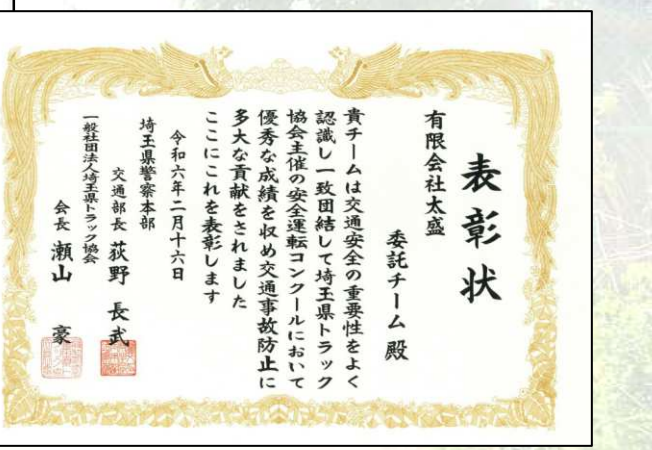 表彰状
有限会社太盛
委託チーム 殿
貴チームは交通安全の重要性をよく
認識し一致団結して埼玉県トラック
協会主催の安全運転コンクールにおいて
優秀な成績を収め交通事故防止に
多大な貢献をされました
ここにこれを表彰します
令和六年二月十六日
埼玉県警察本部
交通部長 荻野 長武
一般社団法人埼玉県トラック協会
会長 瀬山 豪